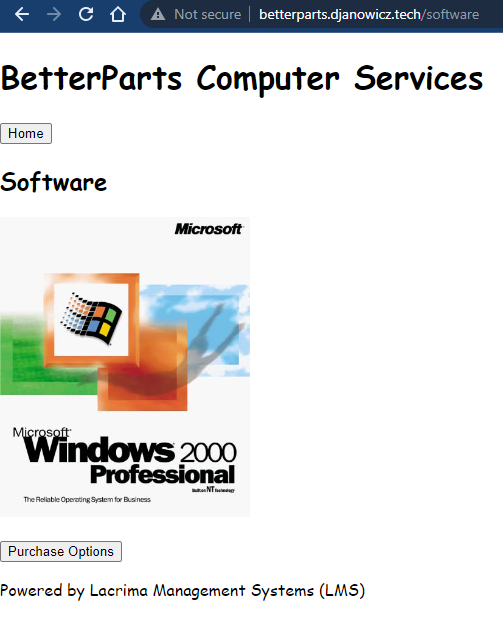 Not secure | betterparts.djanowicz.tech/software
BetterParts Computer Services
Home
Software
Microsoft
Microsoft
Windows 2000
Professional
Built on NT Technology
The Reliable Operating System for Business
Purchase Options
Powered by Lacrima Management Systems (LMS)